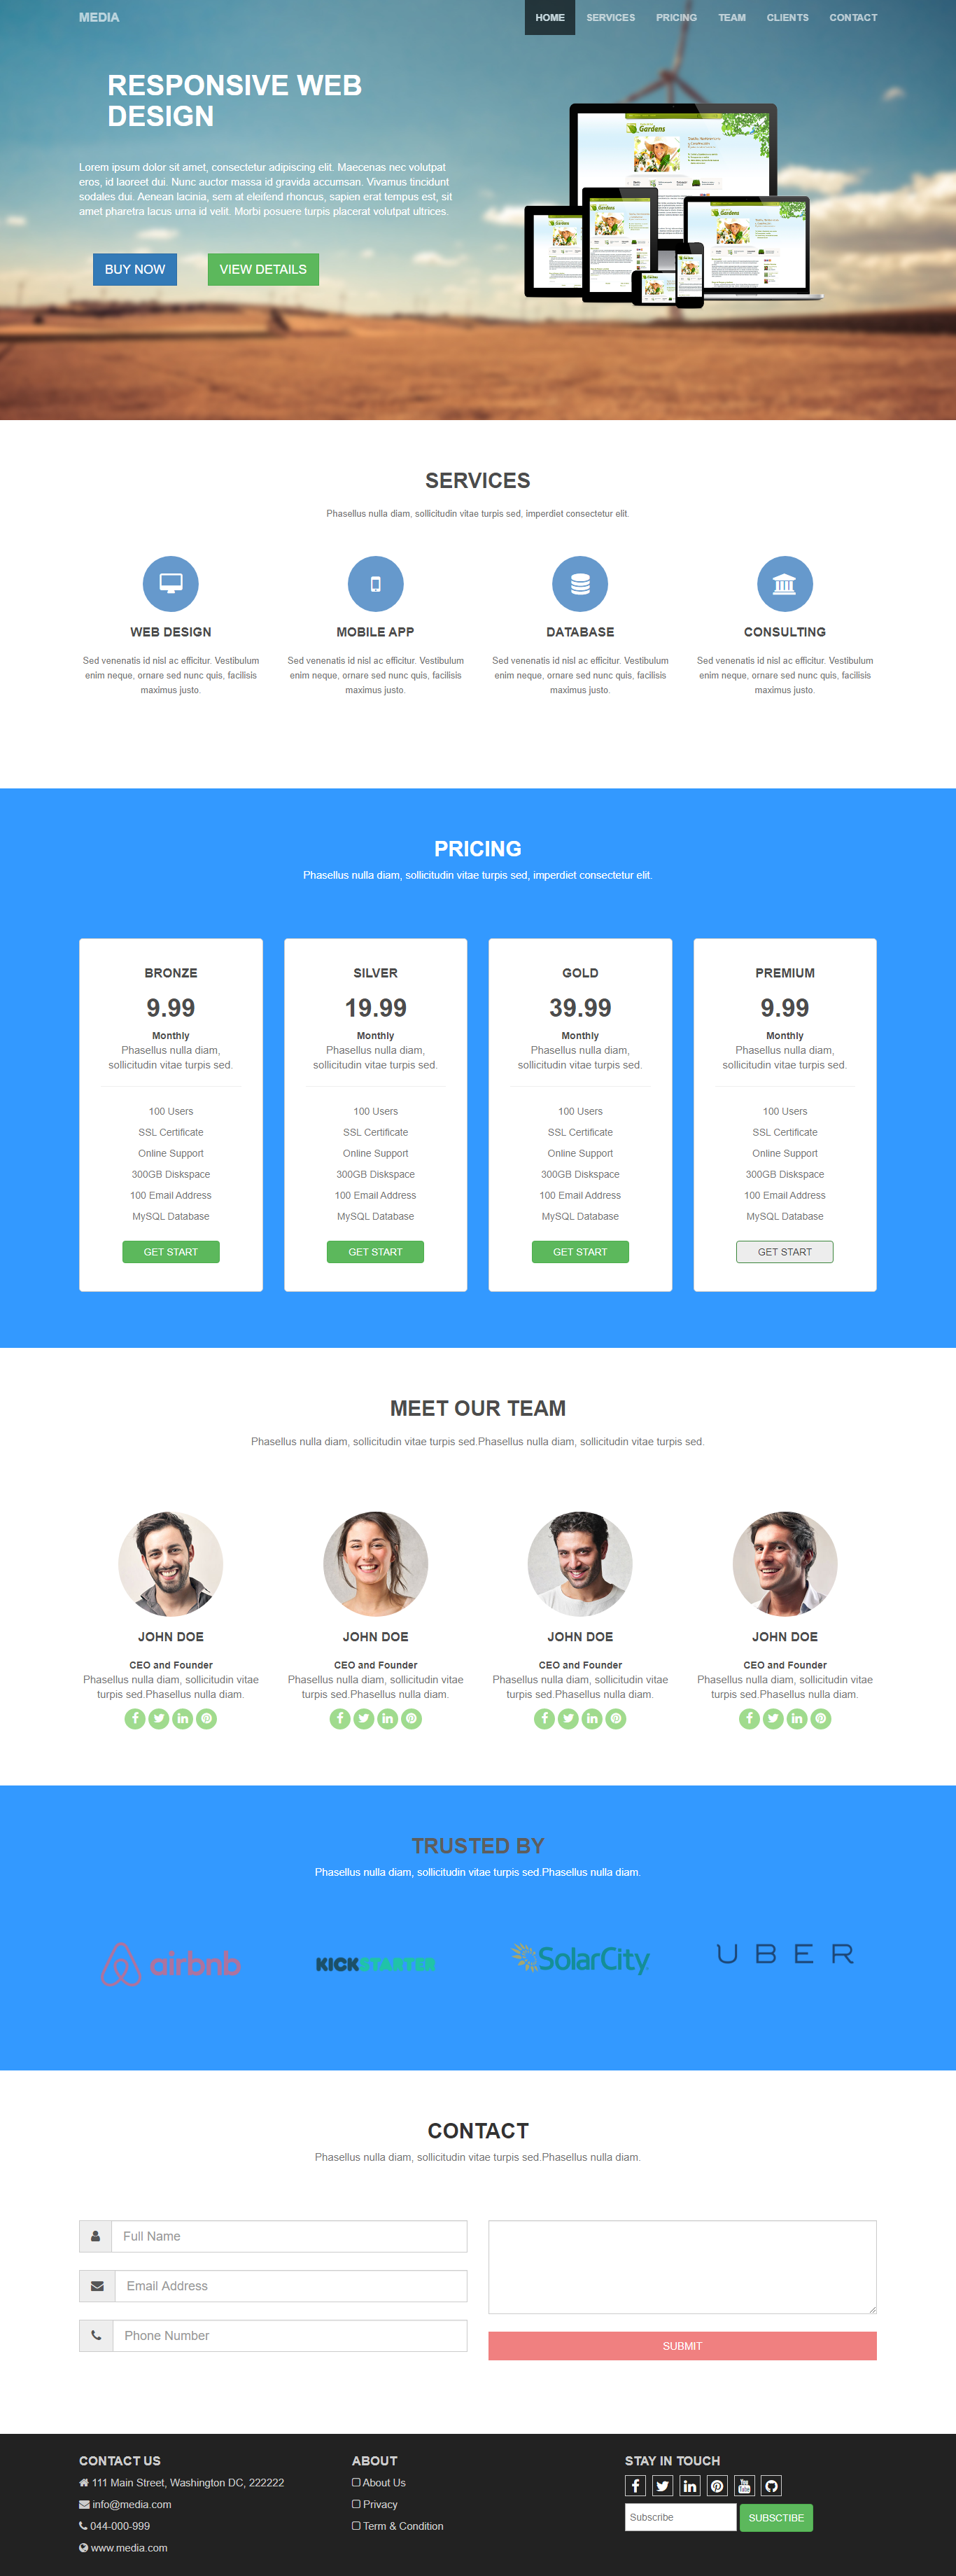 MEDIA
HOME SERVICES PRICING TEAM CLIENTS CONTACT
RESPONSIVE WEB
DESIGN
Lorem ipsum dolor sit amet, consectetur adipiscing elit. Maecenas nec volutpat
eros, id laoreet dui. Nunc auctor massa id gravida accumsan. Vivamus tincidunt
sodales dui. Aenean lacinia, sem at eleifend rhoncus, sapien erat tempus est, sit
amet pharetra lacus urna id velit. Morbi posuere turpis placerat volutpat ultrices.
BUY NOW
VIEW DETAILS
Gardens
Gardens
Gardens
Gardens
SERVICES
Phasellus nulla diam, sollicitudin vitae turpis sed, imperdiet consectetur elit.
WEB DESIGN
Sed venenatis id nisl ac efficitur. Vestibulum
enim neque, ornare sed nunc quis, facilisis
maximus justo.
MOBILE APP
Sed venenatis id nisl ac efficitur. Vestibulum
enim neque, ornare sed nunc quis, facilisis
maximus justo.
DATABASE
Sed venenatis id nisl ac efficitur. Vestibulum
enim neque, ornare sed nunc quis, facilisis
maximus justo.
CONSULTING
Sed venenatis id nisl ac efficitur. Vestibulum
enim neque, ornare sed nunc quis, facilisis
maximus justo.
PRICING
Phasellus nulla diam, sollicitudin vitae turpis sed, imperdiet consectetur elit.
BRONZE
9.99
Monthly
Phasellus nulla diam,
sollicitudin vitae turpis sed.
100 Users
SSL Certificate
Online Support
300GB Diskspace
100 Email Address
MySQL Database
GET START
SILVER
19.99
Monthly
Phasellus nulla diam,
sollicitudin vitae turpis sed.
100 Users
SSL Certificate
Online Support
300GB Diskspace
100 Email Address
MySQL Database
GET START
GOLD
39.99
Monthly
Phasellus nulla diam,
sollicitudin vitae turpis sed.
100 Users
SSL Certificate
Online Support
300GB Diskspace
100 Email Address
MySQL Database
GET START
PREMIUM
9.99
Monthly
Phasellus nulla diam,
sollicitudin vitae turpis sed.
100 Users
SSL Certificate
Online Support
300GB Diskspace
100 Email Address
MySQL Database
GET START
MEET OUR TEAM
Phasellus nulla diam, sollicitudin vitae turpis sed.Phasellus nulla diam, sollicitudin vitae turpis sed.
JOHN DOE
CEO and Founder
Phasellus nulla diam, sollicitudin vitae
turpis sed.Phasellus nulla diam.
JOHN DOE
CEO and Founder
Phasellus nulla diam, sollicitudin vitae
turpis sed.Phasellus nulla diam.
JOHN DOE
CEO and Founder
Phasellus nulla diam, sollicitudin vitae
turpis sed.Phasellus nulla diam.
JOHN DOE
CEO and Founder
Phasellus nulla diam, sollicitudin vitae
turpis sed.Phasellus nulla diam.
TRUSTED BY
Phasellus nulla diam, sollicitudin vitae turpis sed.Phasellus nulla diam.
airbnb
KICKSTARTER
SolarCity
UBER
CONTACT
Phasellus nulla diam, sollicitudin vitae turpis sed.Phasellus nulla diam.
Full Name
Email Address
Phone Number
SUBMIT
CONTACT US
111 Main Street, Washington DC, 222222
info@media.com
044-000-999
www.media.com
ABOUT
About Us
Privacy
Term & Condition
STAY IN TOUCH
You Tube
Subscribe
SUBSCTIBE